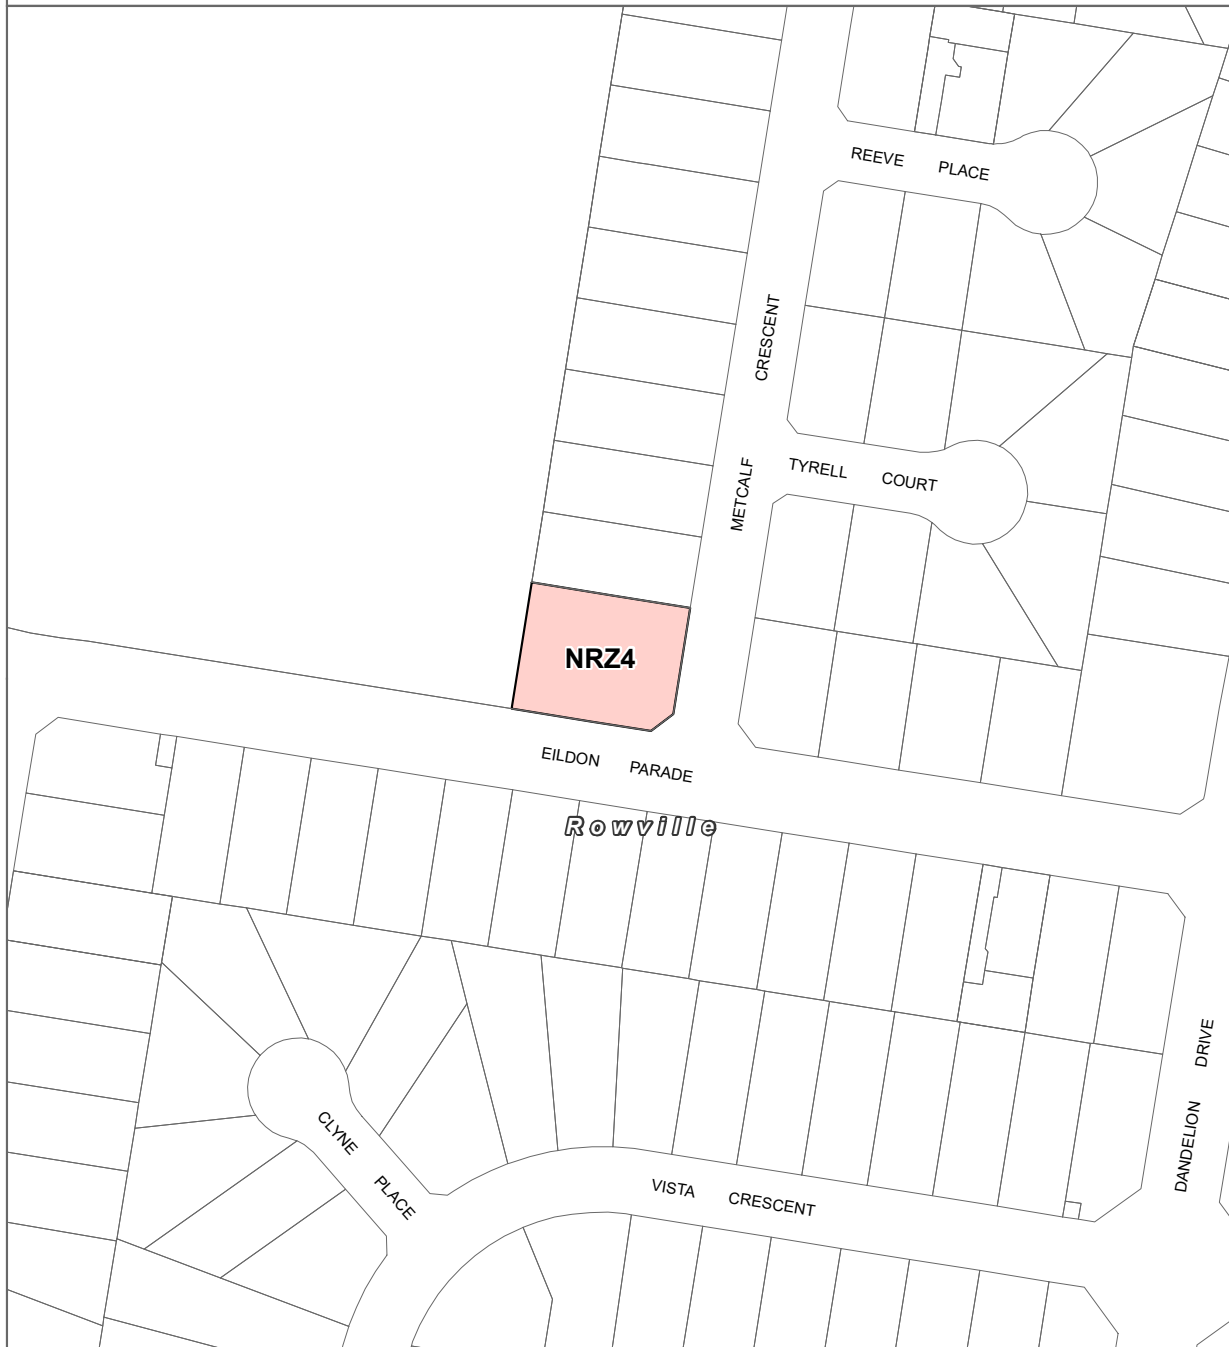 REEVE PLACE
CRESCENT
METCALF
TYRELL COURT
NRZ4
EILDON PARADE
Rowville
DRIVE
DANDELION
CLYNE
PLACE
VISTA CRESCENT